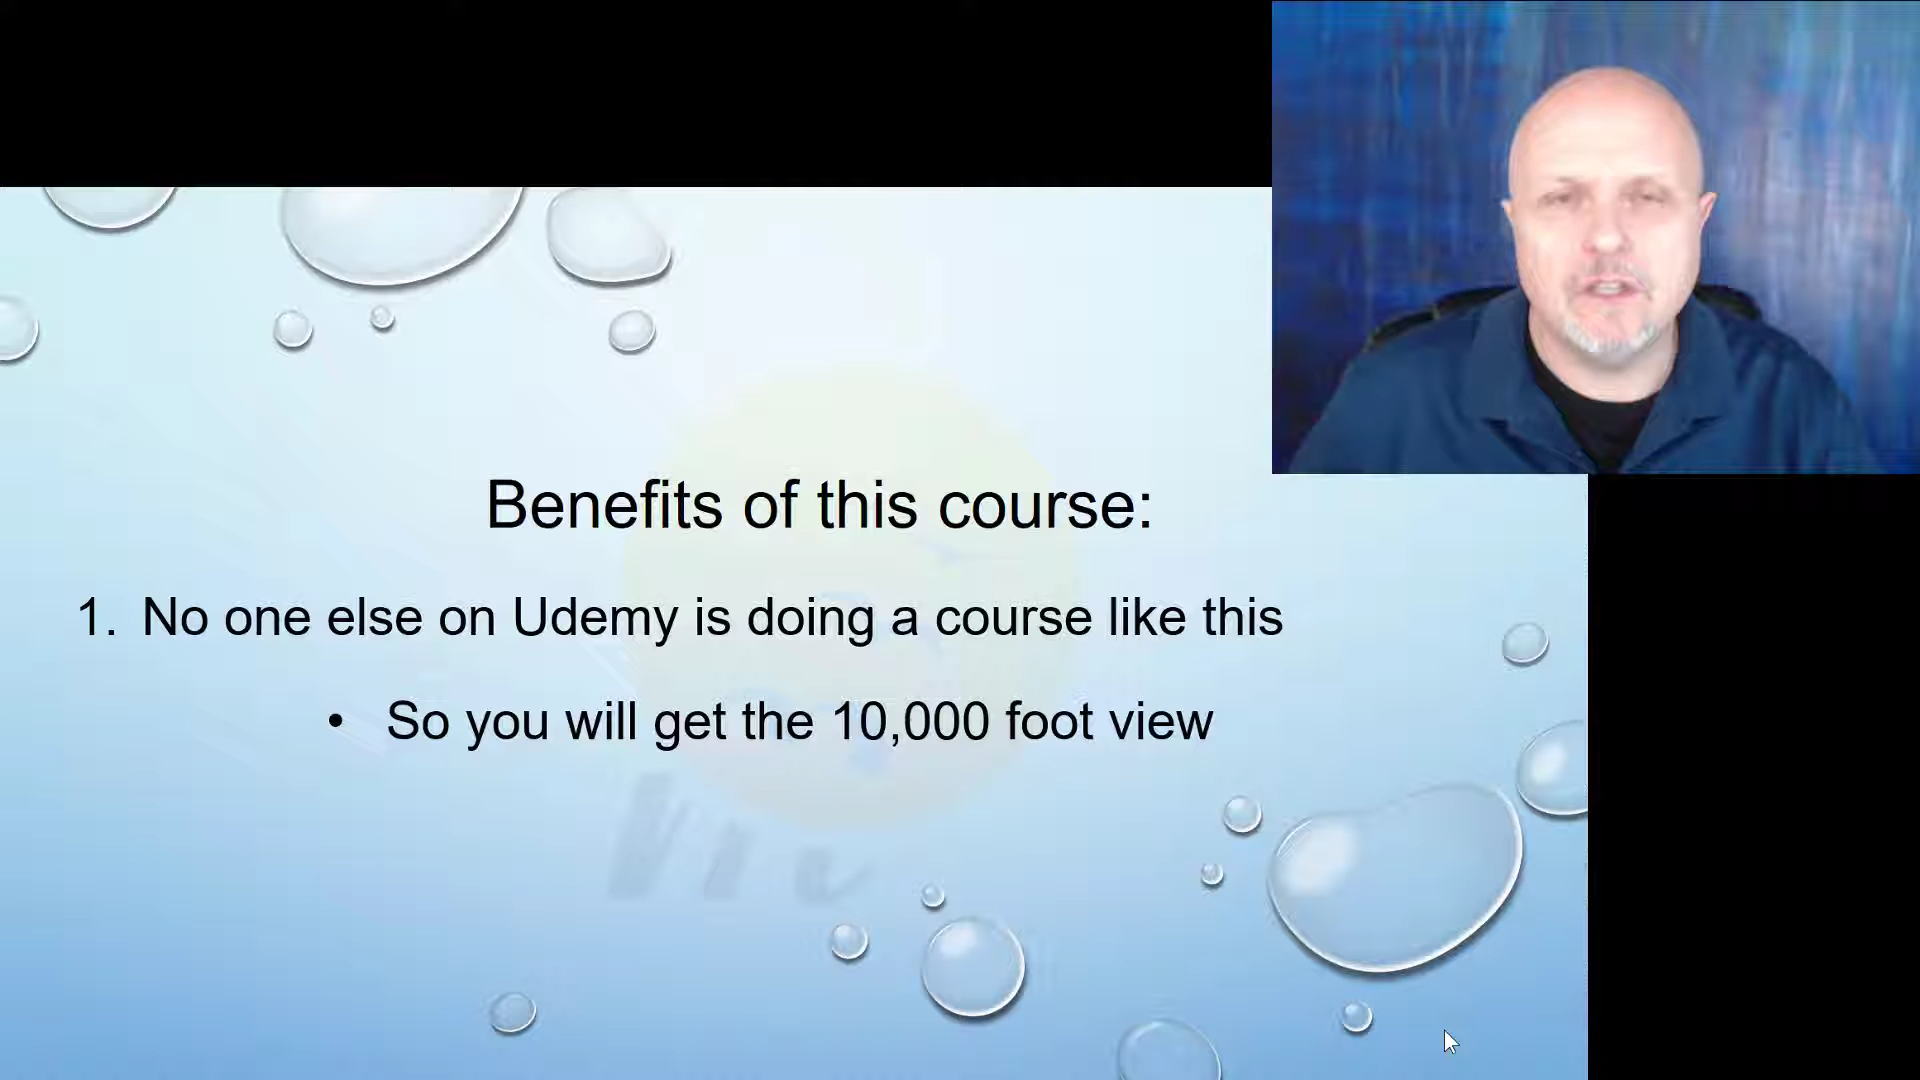 Benefits of this course:
1. No one else on Udemy is doing a course like this
• So you will get the 10,000 foot view